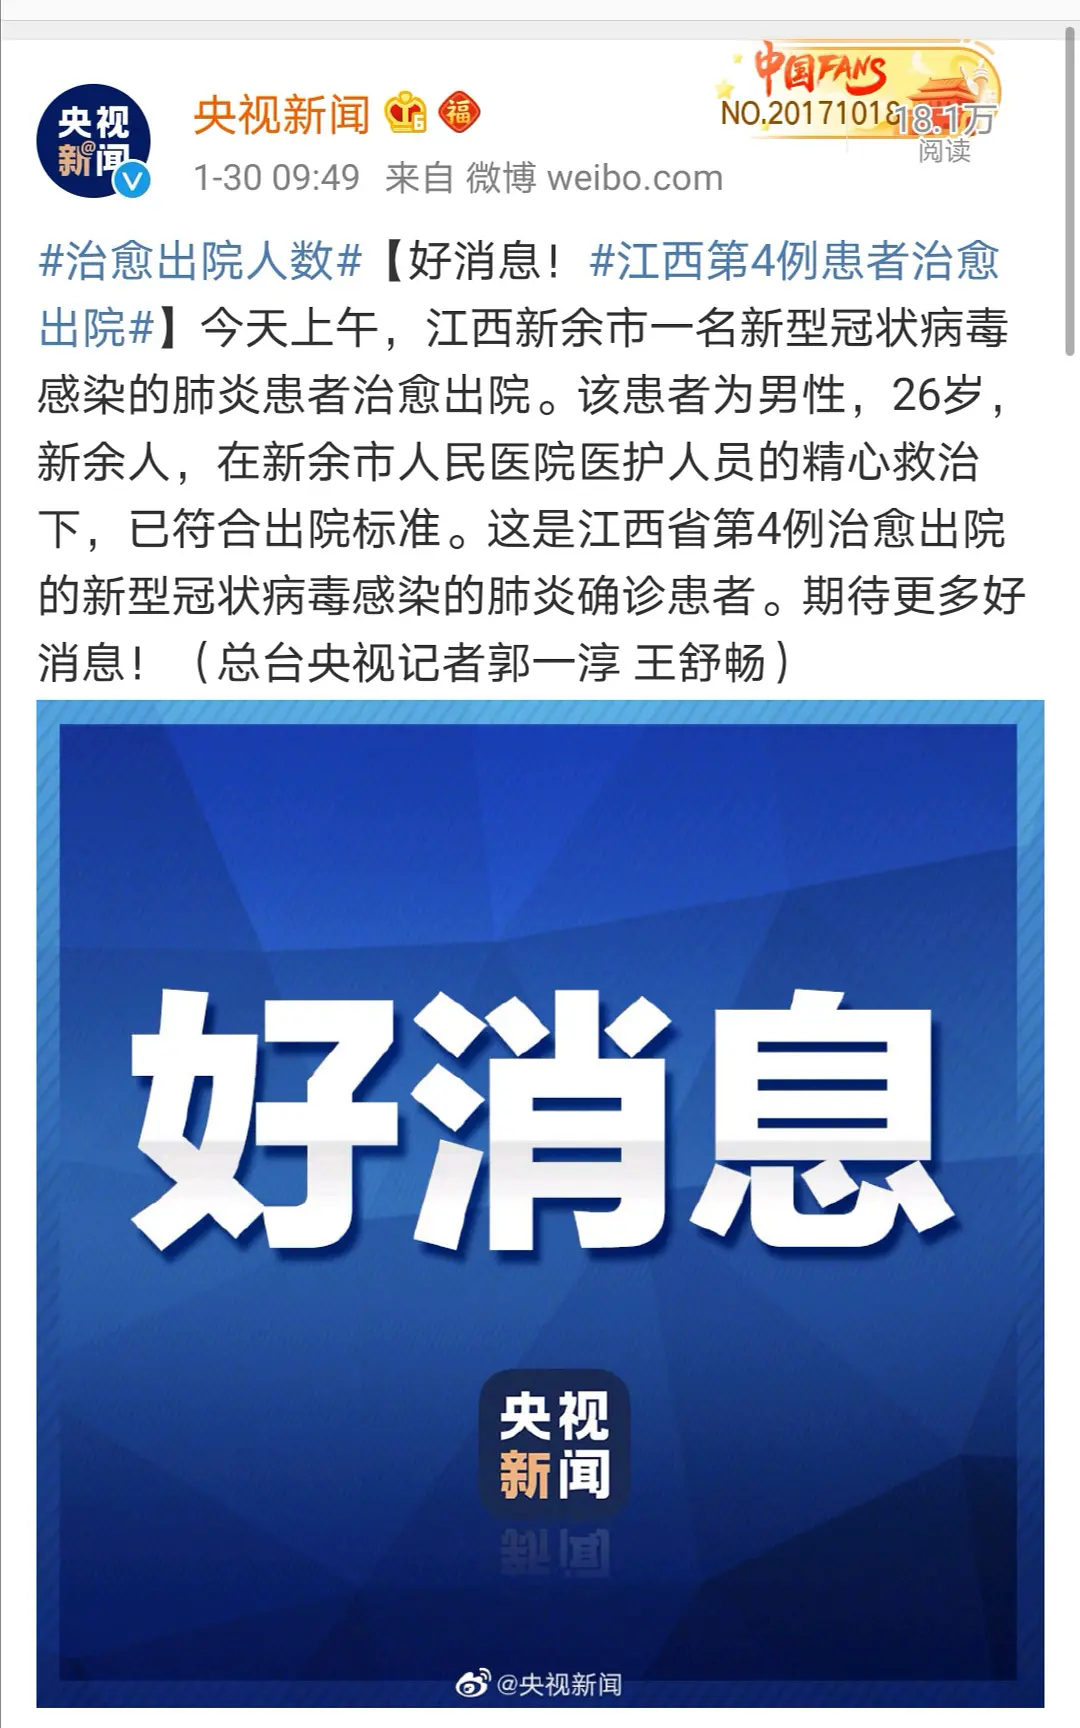 央视
新@闻
央视新闻
福
中国FANS
NO.20171018
18.1万
阅读
1-30 09:49 来自 微博 weibo.com
#治愈出院人数#【好消息！#江西第4例患者治愈
出院#】今天上午，江西新余市一名新型冠状病毒
感染的肺炎患者治愈出院。该患者为男性，26岁，
新余人，在新余市人民医院医护人员的精心救治
下，已符合出院标准。这是江西省第4例治愈出院
的新型冠状病毒感染的肺炎确诊患者。期待更多好
消息！（总台央视记者郭一淳 王舒畅）
好消息
央视
新闻
@央视新闻